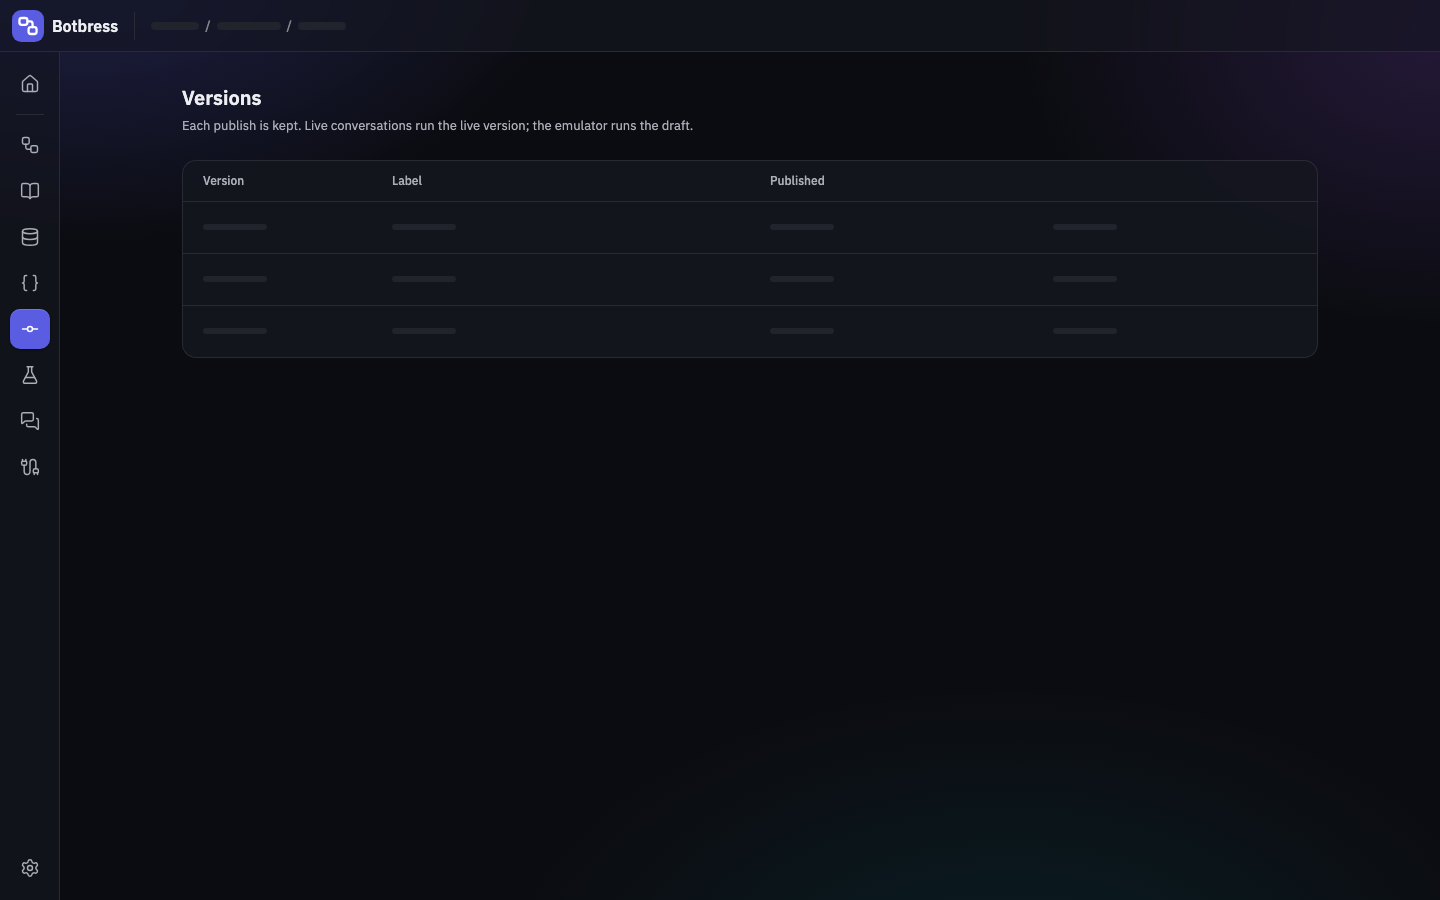 Botbress / /
Versions
Each publish is kept. Live conversations run the live version; the emulator runs the draft.
Version Label Published